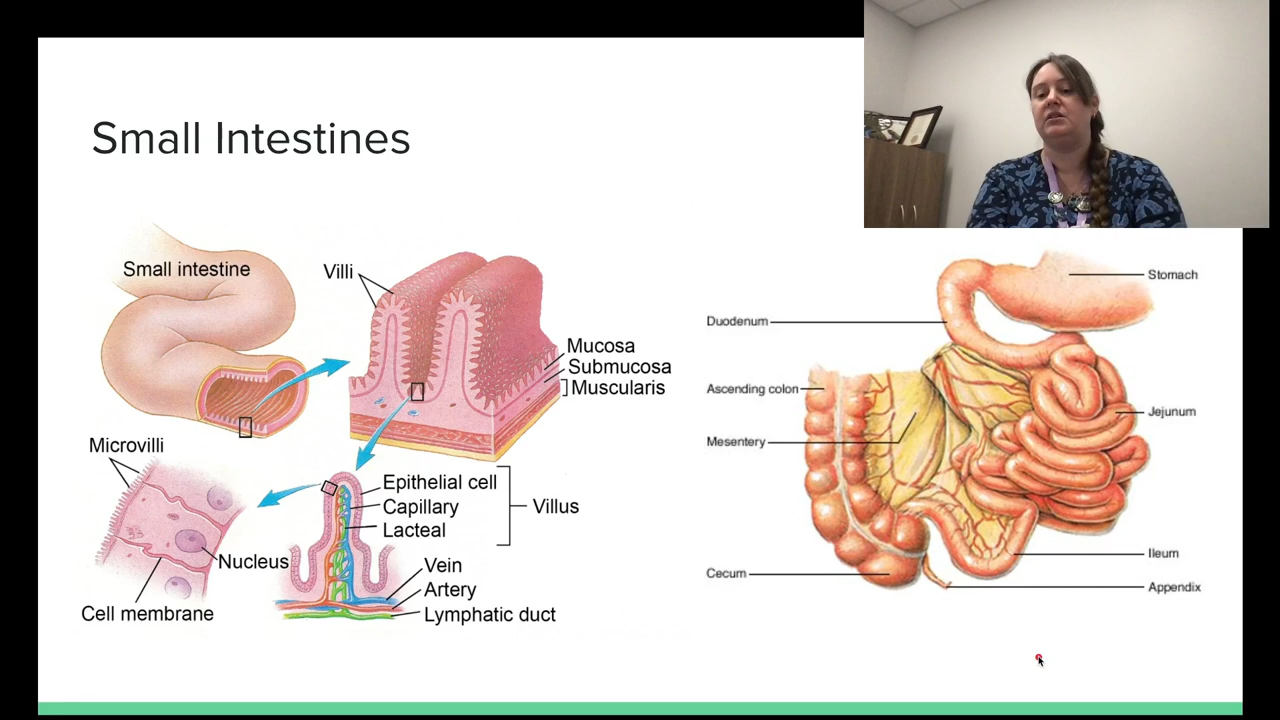 Small Intestines
Small intestine
Villi
Mucosa
Submucosa
Muscularis
Microvilli
Epithelial cell
Capillary
Lacteal
Villus
Nucleus
Cell membrane
Vein
Artery
Lymphatic duct
Stomach
Duodenum
Ascending colon
Jejunum
Mesentery
Ileum
Cecum
Appendix